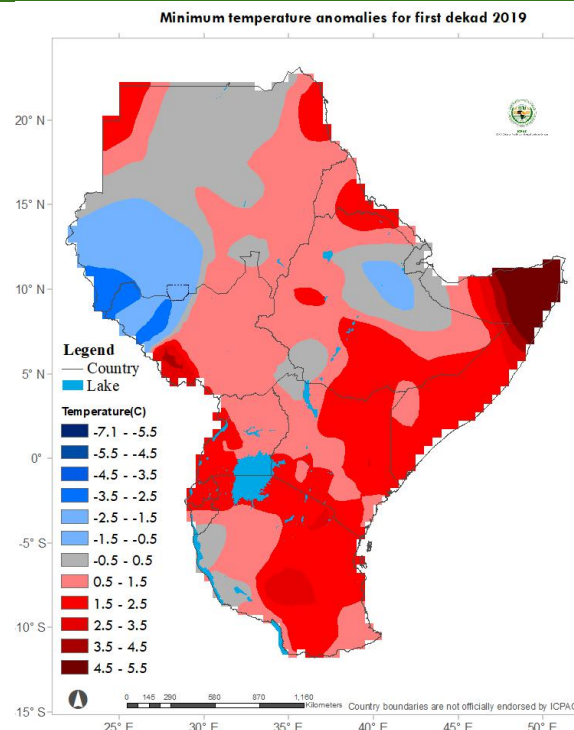 Minimum temperature anomalies for first dekad 2019
20° N
15° N
10° N
5° N
0°
-5° S
10° S
15° S
Legend
Country
Lake
Temperature(C)
-7.1 - -5.5
-5.5 - -4.5
-4.5 - -3.5
-3.5 - -2.5
-2.5 - -1.5
-1.5 - -0.5
-0.5 - 0.5
0.5 - 1.5
1.5 - 2.5
2.5 - 3.5
3.5 - 4.5
4.5 - 5.5
0 145 290 580 870 1,160
Kilometers
Country boundaries are not officially endorsed by ICPAC
25° E 30° E 35° E 40° E 45° E 50° E